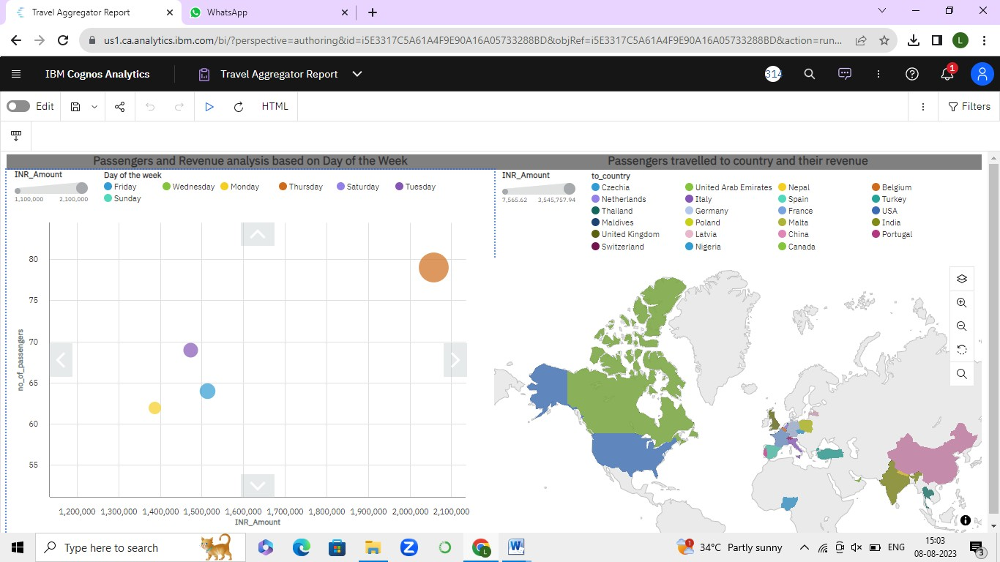 Travel Aggregator Report
WhatsApp
us1.ca.analytics.ibm.com/bi/?perspective=authoring&id=i5E3317C5A61A4F9E90A16A05733288BD&objRef=i5E3317C5A61A4F9E90A16A05733288BD&action=run...
L
IBM Cognos Analytics
Travel Aggregator Report
314
1
Edit
HTML
Filters
Passengers and Revenue analysis based on Day of the Week
INR_Amount
1,100,000 2,100,000
Day of the week
Friday Wednesday Monday Thursday Saturday Tuesday
Sunday
80
75
70
65
60
55
no_of_passengers
1,200,000 1,300,000 1,400,000 1,500,000 1,600,000 1,700,000 1,800,000 1,900,000 2,000,000 2,100,000
INR_Amount
Passengers travelled to country and their revenue
INR_Amount
7,565.62 3,545,757.94
to_country
Czechia United Arab Emirates Nepal Belgium
Netherlands Italy Spain Turkey
Thailand Germany France USA
Maldives Poland Malta India
United Kingdom Latvia China Portugal
Switzerland Nigeria Canada
Type here to search
L
1
34°C Partly sunny
ENG
15:03
08-08-2023
3